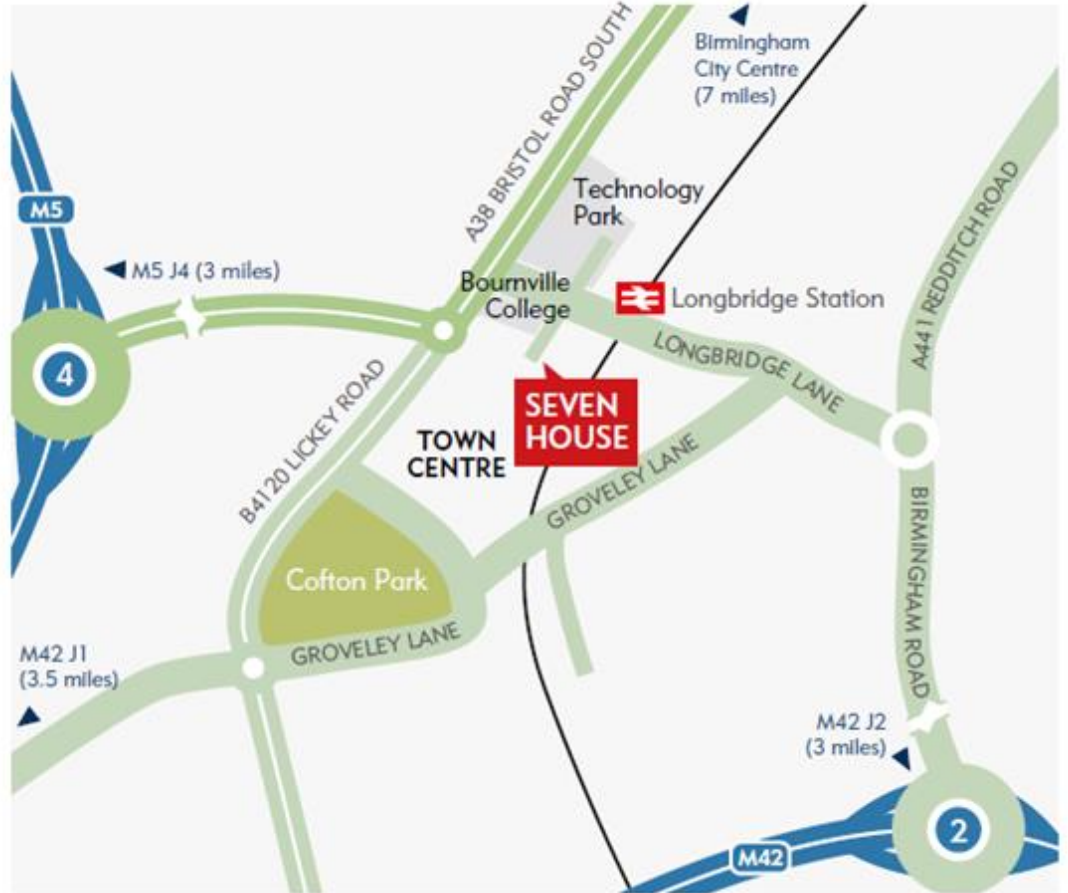 A38 BRISTOL ROAD SOUTH
Birmingham
City Centre
(7 miles)
M5
Technology
Park
A441 REDDITCH ROAD
M5 J4 (3 miles)
Bournville
College
Longbridge Station
4
LONGBRIDGE LANE
SEVEN
HOUSE
B4120 LICKEY ROAD
TOWN
CENTRE
GROVELEY LANE
Cofton Park
BIRMINGHAM ROAD
GROVELEY LANE
M42 J1
(3.5 miles)
M42 J2
(3 miles)
2
M42